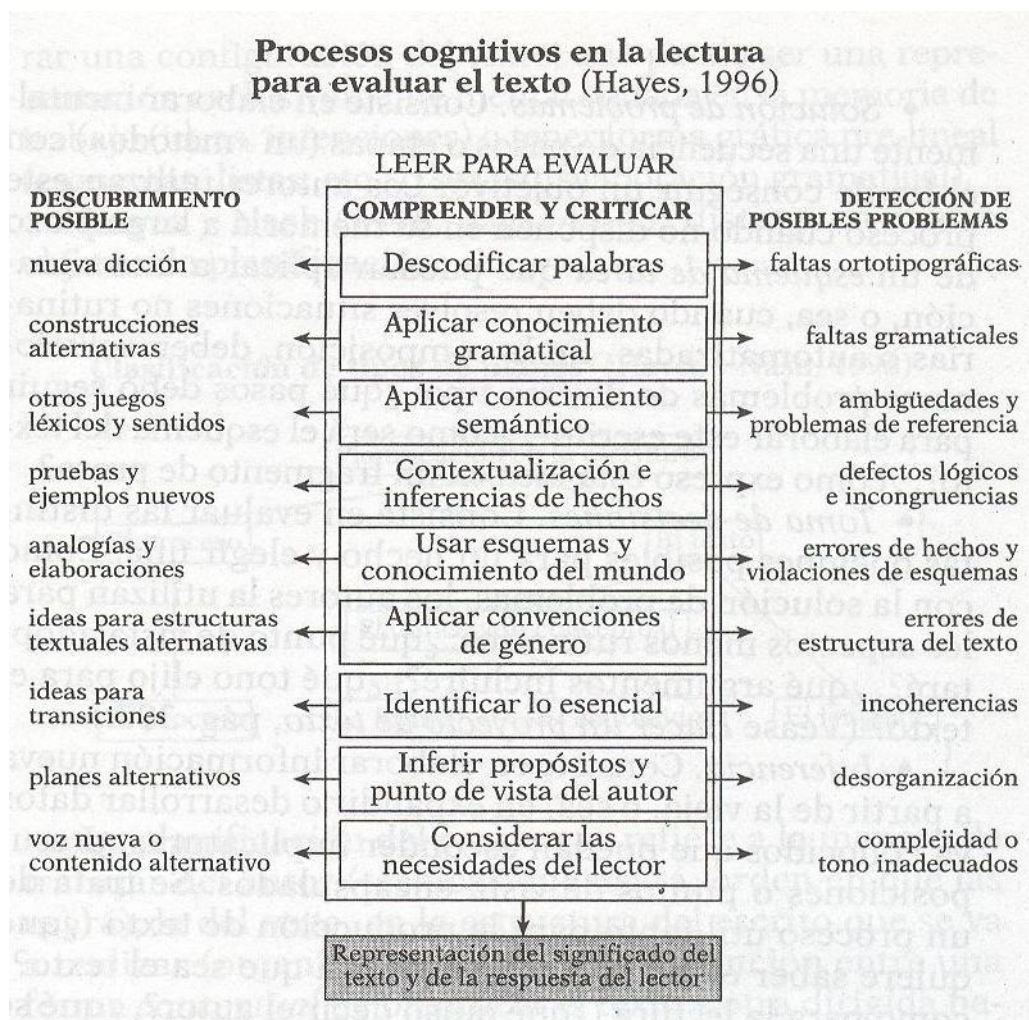 Procesos cognitivos en la lectura
para evaluar el texto (Hayes, 1996)
LEER PARA EVALUAR
DESCUBRIMIENTO
POSIBLE
COMPRENDER Y CRITICAR
DETECCIÓN DE
POSIBLES PROBLEMAS
nueva dicción
Descodificar palabras
faltas ortotipográficas
construcciones
alternativas
Aplicar conocimiento
gramatical
faltas gramaticales
otros juegos
léxicos y sentidos
Aplicar conocimiento
semántico
ambiguedades y
problemas de referencia
pruebas y
ejemplos nuevos
Contextualización e
inferencias de hechos
defectos lógicos
e incongruencias
analogías y
elaboraciones
Usar esquemas y
conocimiento del mundo
errores de hechos y
violaciones de esquemas
ideas para estructuras
textuales alternativas
Aplicar convenciones
de género
errores de
estructura del texto
ideas para
transiciones
Identificar lo esencial
incoherencias
planes alternativos
Inferir propósitos y
punto de vista del autor
desorganización
voz nueva o
contenido alternativo
Considerar las
necesidades del lector
complejidad o
tono inadecuados
Representación del significado del
texto y de la respuesta del lector